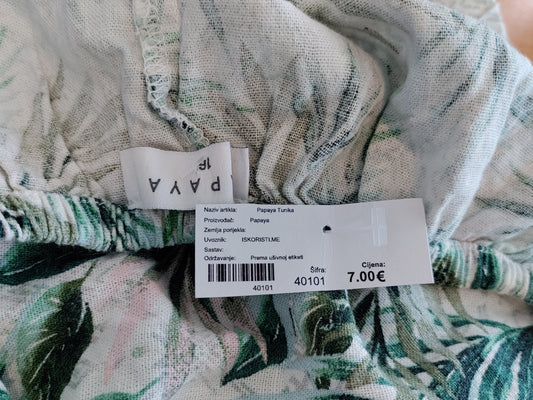 PAPAYA
16
Naziv artikla: Papaya Tunika
Proizvođač: Papaya
Zemlja porijekla:
Uvoznik: ISKORISTI.ME
Sastav:
Održavanje: Prema ušivnoj etiketi
Cijena:
Šifra:
40101 7.00€
40101